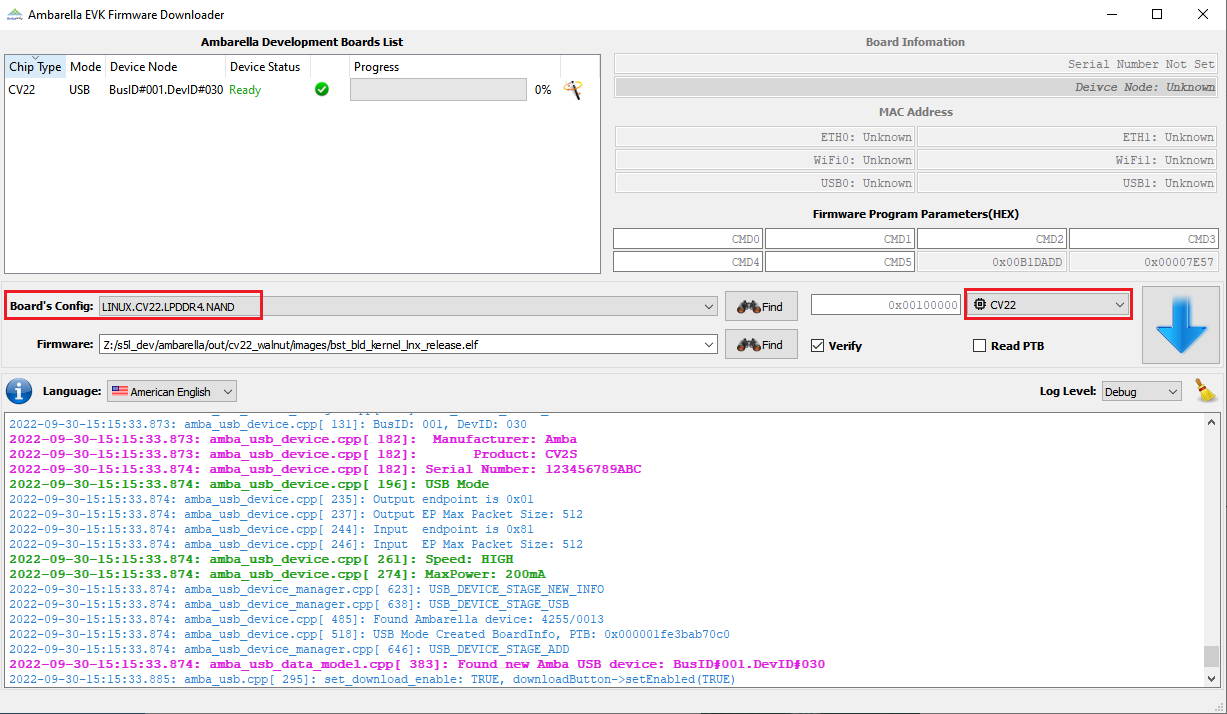 Ambarella EVK Firmware Downloader
Ambarella Development Boards List
Chip Type Mode Device Node Device Status Progress
CV22 USB BusID#001.DevID#030 Ready 0%
Board Infomation
Serial Number Not Set
Deivce Node: Unknown
MAC Address
ETH0: Unknown ETH1: Unknown
WiFi0: Unknown WiFi1: Unknown
USB0: Unknown USB1: Unknown
Firmware Program Parameters(HEX)
CMD0 CMD1 CMD2 CMD3
CMD4 CMD5 0x00B1DADD 0x00007E57
Board's Config: LINUX.CV22.LPDDR4.NAND Find 0x00100000 CV22
Firmware: Z:/s5l_dev/ambarella/out/cv22_walnut/images/bst_bld_kernel_lnx_release.elf Find Verify Read PTB
Language: American English Log Level: Debug
2022-09-30-15:15:33.873: amba_usb_device.cpp[ 131]: BusID: 001, DevID: 030
2022-09-30-15:15:33.873: amba_usb_device.cpp[ 182]: Manufacturer: Amba
2022-09-30-15:15:33.873: amba_usb_device.cpp[ 182]: Product: CV2S
2022-09-30-15:15:33.874: amba_usb_device.cpp[ 182]: Serial Number: 123456789ABC
2022-09-30-15:15:33.874: amba_usb_device.cpp[ 196]: USB Mode
2022-09-30-15:15:33.874: amba_usb_device.cpp[ 235]: Output endpoint is 0x01
2022-09-30-15:15:33.874: amba_usb_device.cpp[ 237]: Output EP Max Packet Size: 512
2022-09-30-15:15:33.874: amba_usb_device.cpp[ 244]: Input endpoint is 0x81
2022-09-30-15:15:33.874: amba_usb_device.cpp[ 246]: Input EP Max Packet Size: 512
2022-09-30-15:15:33.874: amba_usb_device.cpp[ 261]: Speed: HIGH
2022-09-30-15:15:33.874: amba_usb_device.cpp[ 274]: MaxPower: 200mA
2022-09-30-15:15:33.874: amba_usb_device_manager.cpp[ 623]: USB_DEVICE_STAGE_NEW_INFO
2022-09-30-15:15:33.874: amba_usb_device_manager.cpp[ 638]: USB_DEVICE_STAGE_USB
2022-09-30-15:15:33.874: amba_usb_device.cpp[ 485]: Found Ambarella device: 4255/0013
2022-09-30-15:15:33.874: amba_usb_device.cpp[ 518]: USB Mode Created BoardInfo, PTB: 0x000001fe3bab70c0
2022-09-30-15:15:33.874: amba_usb_device_manager.cpp[ 646]: USB_DEVICE_STAGE_ADD
2022-09-30-15:15:33.874: amba_usb_data_model.cpp[ 383]: Found new Amba USB device: BusID#001.DevID#030
2022-09-30-15:15:33.885: amba_usb.cpp[ 295]: set_download_enable: TRUE, downloadButton->setEnabled(TRUE)